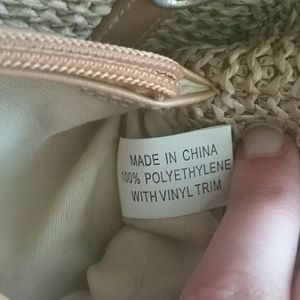 MADE IN CHINA
100% POLYETHYLENE
WITH VINYL TRIM